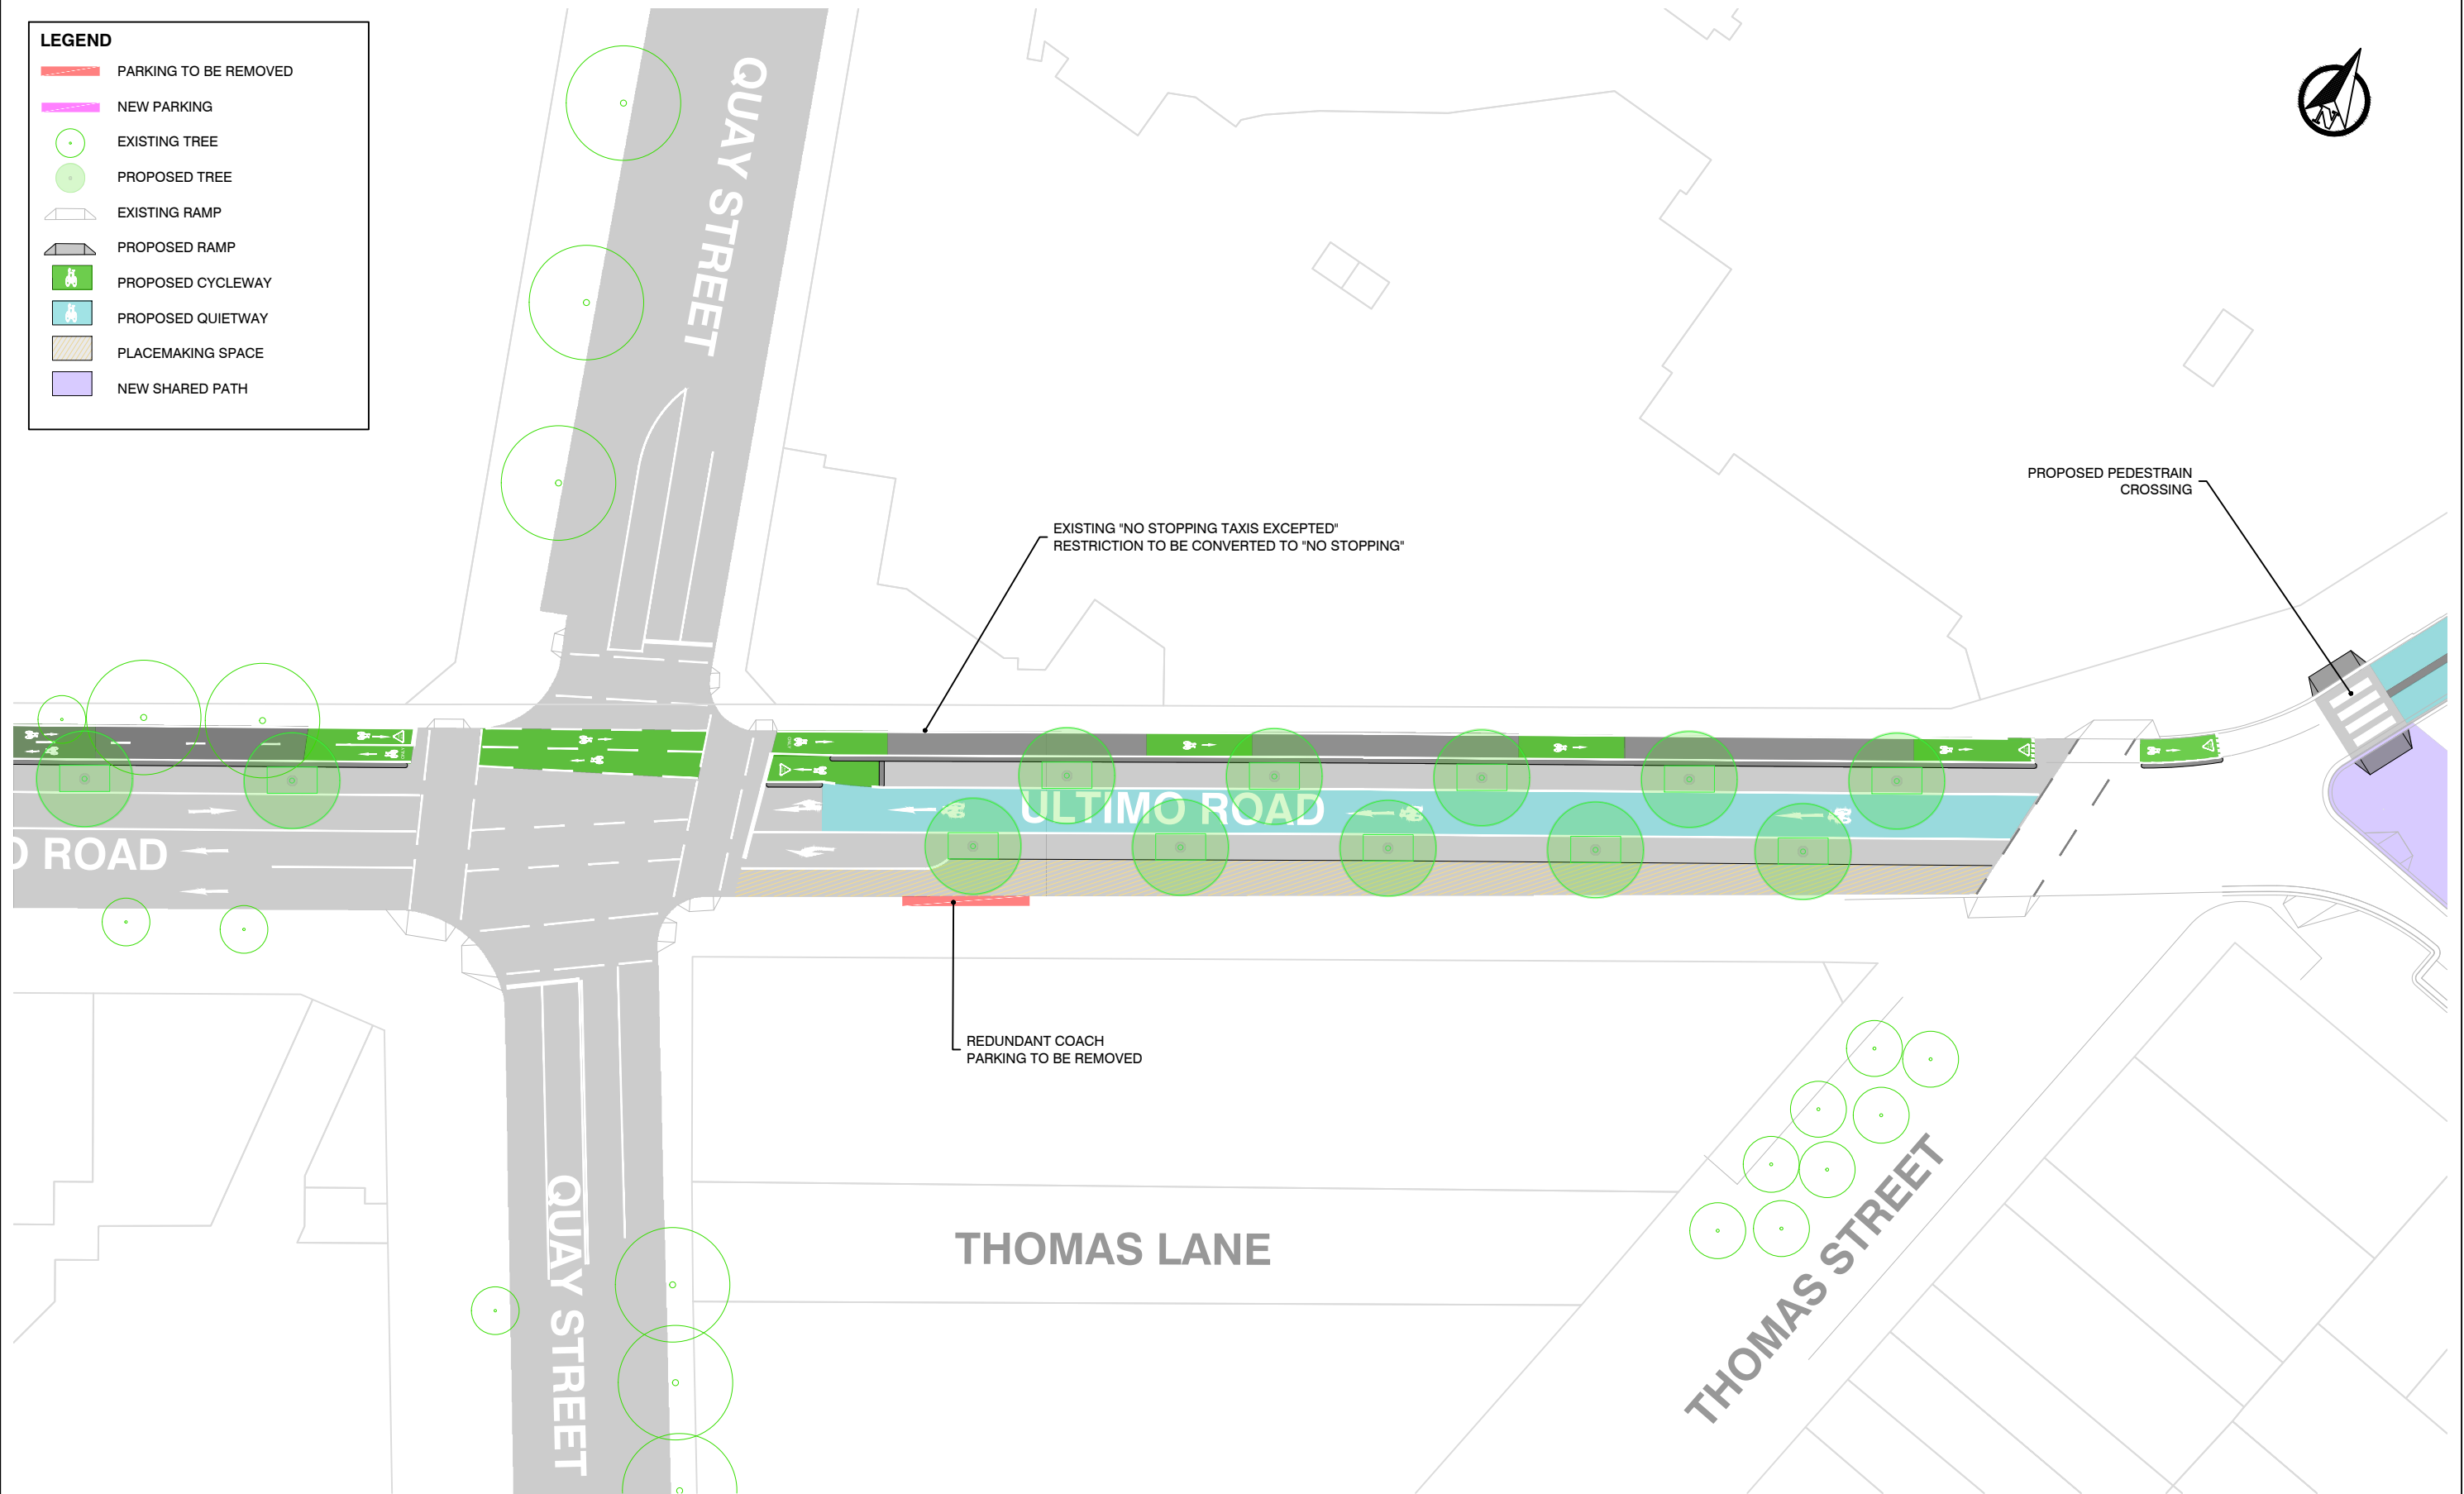 LEGEND
PARKING TO BE REMOVED
NEW PARKING
EXISTING TREE
PROPOSED TREE
EXISTING RAMP
PROPOSED RAMP
PROPOSED CYCLEWAY
PROPOSED QUIETWAY
PLACEMAKING SPACE
NEW SHARED PATH
QUAY STREET
PROPOSED PEDESTRAIN
CROSSING
EXISTING "NO STOPPING TAXIS EXCEPTED"
RESTRICTION TO BE CONVERTED TO "NO STOPPING"
ULTIMO ROAD
O ROAD
REDUNDANT COACH
PARKING TO BE REMOVED
QUAY STREET
THOMAS LANE
THOMAS STREET